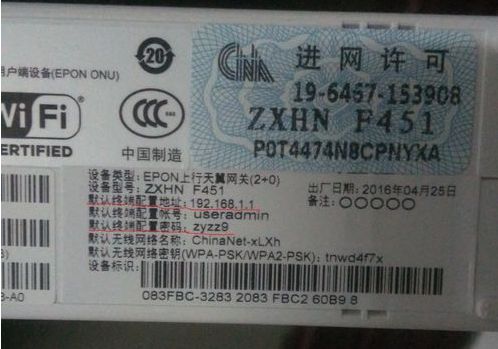 20
CNA
进网许可
19-6467-153908
ZXHN F451
P0T4474N8CPNYXA
用户端设备(EPON ONU)
WiFi
CERTIFIED
CCC
中国制造
设备类型: EPON上行天翼网关(2+0)
设备型号: ZXHN F451
出厂日期: 2016年04月25日
默认终端配置地址: 192.168.1.1
备注: ○○○○○
默认终端配置帐号: useradmin
默认终端配置密码: zyzz9
默认无线网络名称: ChinaNet-xLXh
默认无线网络密钥(WPA-PSK/WPA2-PSK): tnwd4f7x
设备标识:
083FBC-3283 2083 FBC2 60B9 8
-A0